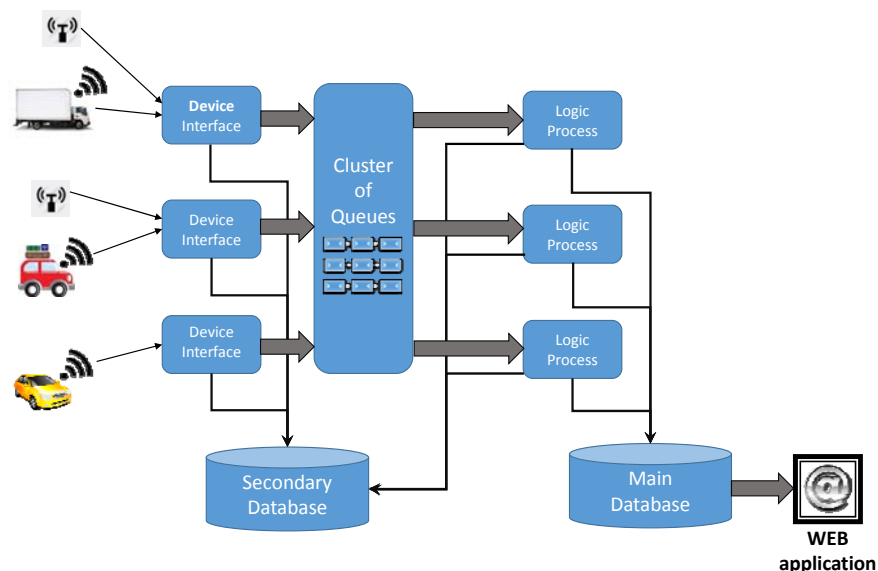 Device
Interface
Cluster
of
Queues
Logic
Process
Device
Interface
Logic
Process
Device
Interface
Logic
Process
Secondary
Database
Main
Database
WEB
application